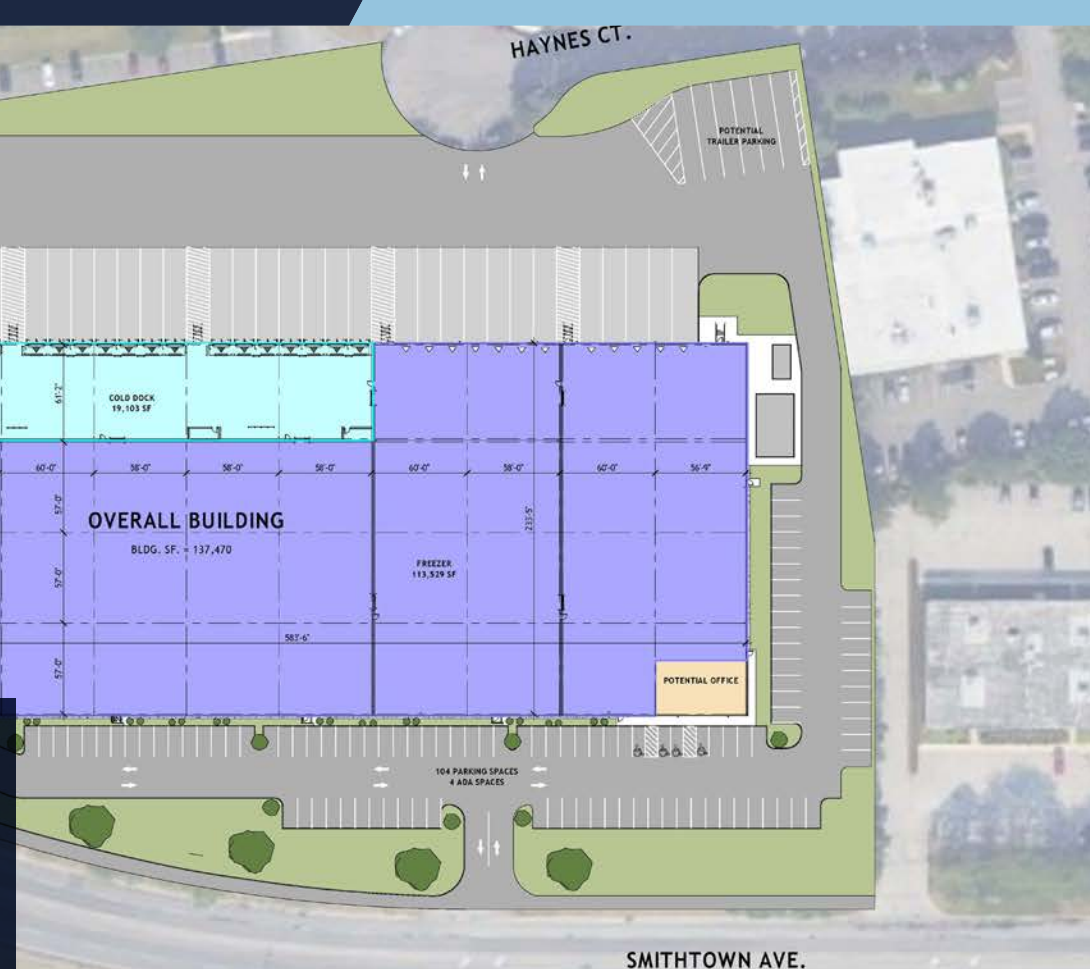 HAYNES CT.
POTENTIAL
TRAILER PARKING
COLD DOCK
19,103 SF
61'-2"
60'-0" 58'-0" 58'-0" 58'-0" 60'-0" 58'-0" 60'-0" 56'-9"
57'-0"
OVERALL BUILDING
BLDG. SF. = 137,470
233'-5"
FREEZER
113,529 SF
57'-0"
583'-6"
57'-0"
POTENTIAL OFFICE
104 PARKING SPACES
4 ADA SPACES
SMITHTOWN AVE.